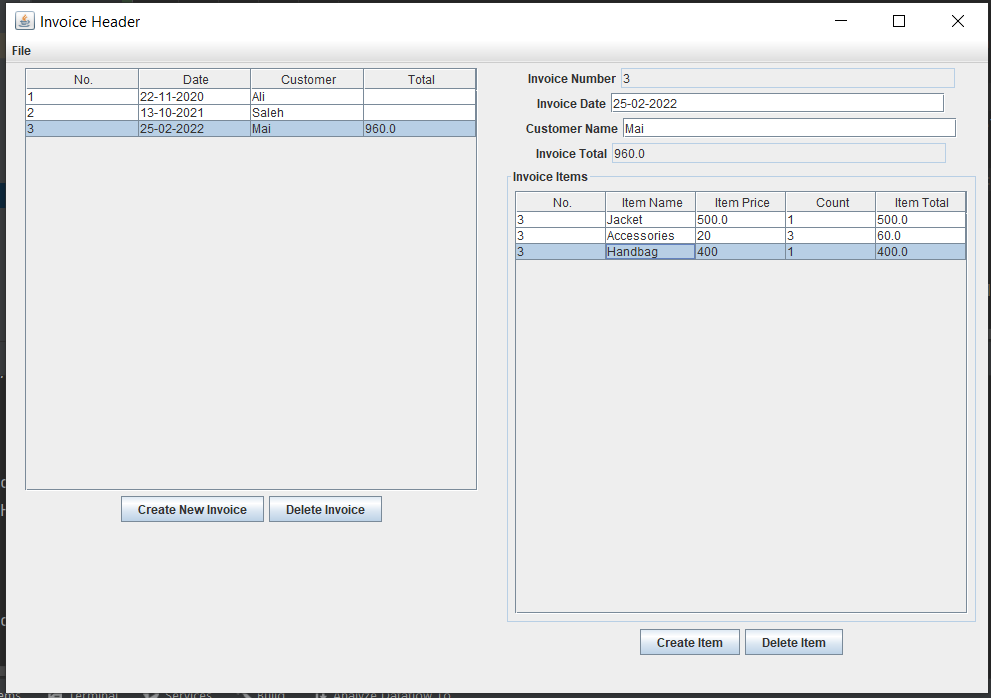 Invoice Header
File
No. Date Customer Total
1 22-11-2020 Ali
2 13-10-2021 Saleh
3 25-02-2022 Mai 960.0
Create New Invoice Delete Invoice
Invoice Number 3
Invoice Date 25-02-2022
Customer Name Mai
Invoice Total 960.0
Invoice Items
No. Item Name Item Price Count Item Total
3 Jacket 500.0 1 500.0
3 Accessories 20 3 60.0
3 Handbag 400 1 400.0
Create Item Delete Item
Terminal Services Build Analyze Dataflow To